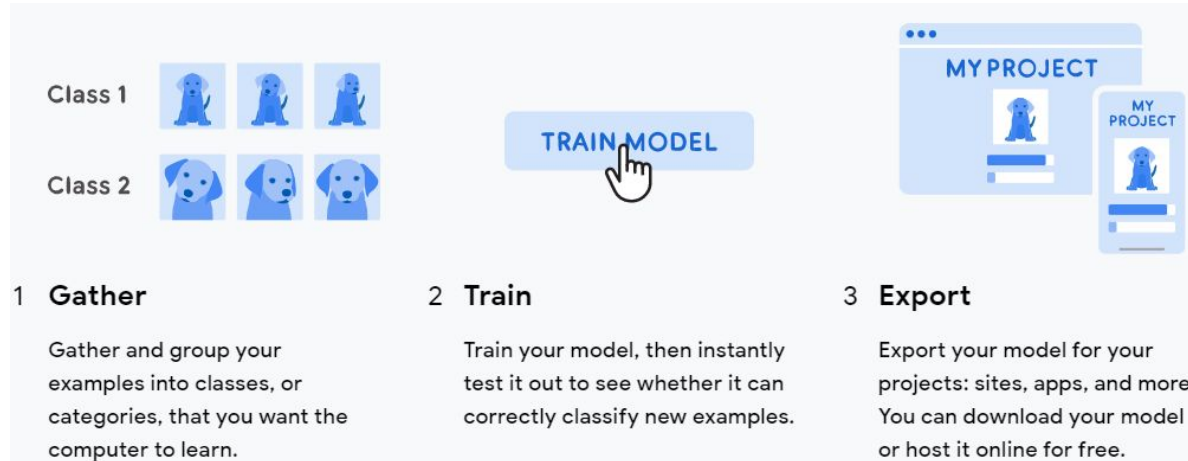 Class 1
Class 2
TRAIN MODEL
MY PROJECT
MY
PROJECT
1 Gather
Gather and group your
examples into classes, or
categories, that you want the
computer to learn.
2 Train
Train your model, then instantly
test it out to see whether it can
correctly classify new examples.
3 Export
Export your model for your
projects: sites, apps, and more
You can download your model
or host it online for free.